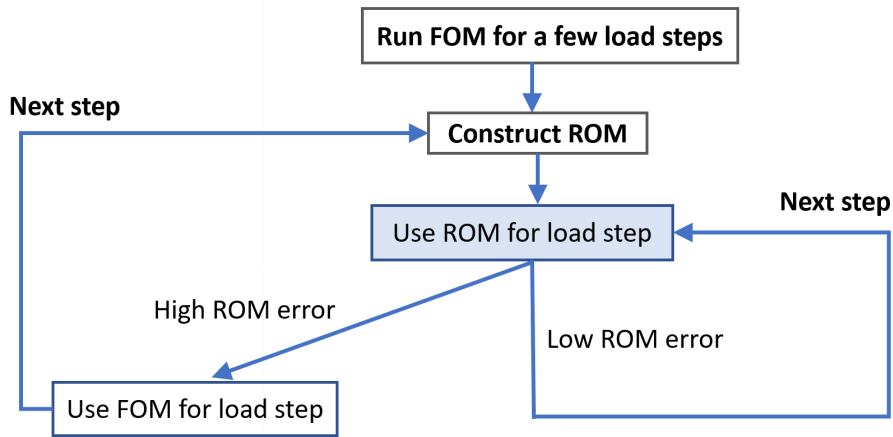 Run FOM for a few load steps
Next step
Construct ROM
Next step
Use ROM for load step
High ROM error
Low ROM error
Use FOM for load step